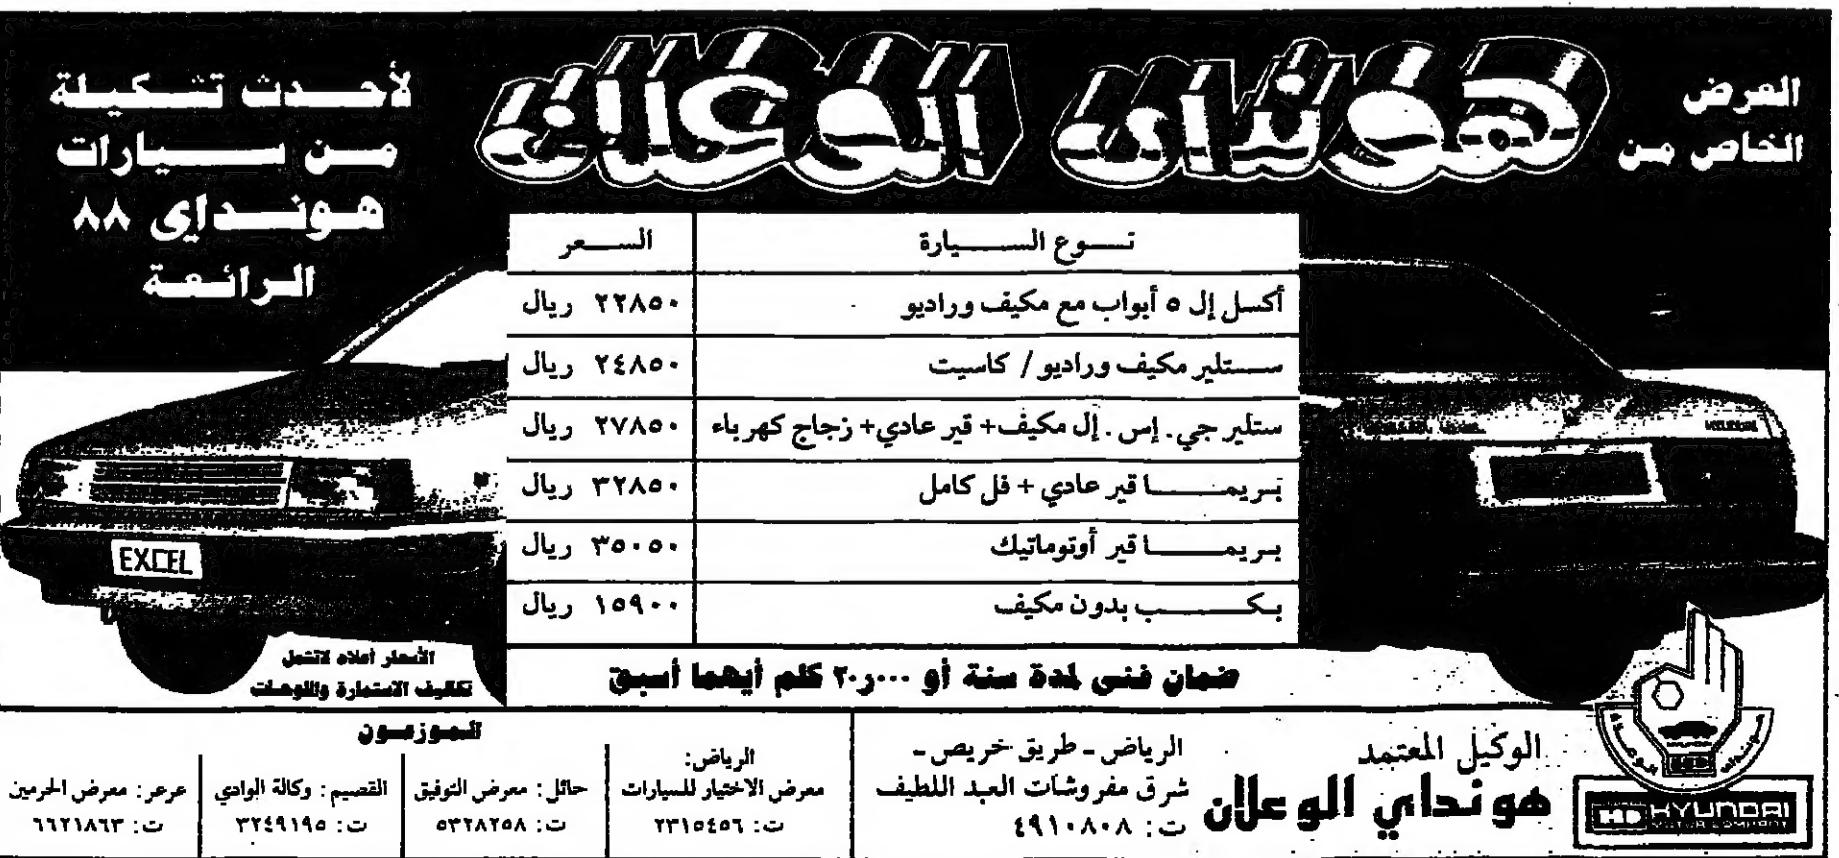 العرض
الخاص من
هونداى الوعلان
لأحدث تشكيلة
من سيارات
هونداى ٨٨
الرائعة
نوع السيارة السعر
أكسل إل ٥ أبواب مع مكيف وراديو ٢٢٨٥٠ ريال
ستلير مكيف وراديو / كاسيت ٢٤٨٥٠ ريال
ستلير جي. إس. إل مكيف+ قير عادي+ زجاج كهرباء ٢٧٨٥٠ ريال
بريما قير عادي + فل كامل ٣٢٨٥٠ ريال
بريما قير أوتوماتيك ٣٥٠٥٠ ريال
بكب بدون مكيف ١٥٩٠٠ ريال
EXCEL
HYUNDAI
الأسعار أعلاه لاتشمل
تكاليف الاستمارة واللوحات
ضمان فنى لمدة سنة أو ٢٠ر٠٠٠ كلم أيهما أسبق
HYUNDAI
الوكيل المعتمد
هونداي الوعلان
الرياض - طريق خريص -
شرق مفروشات العبد اللطيف
ت: ٤٩١٠٨٠٨
الموزعون
الرياض:
معرض الاختيار للسيارات
ت: ٢٣١٥٤٥٦
حائل: معرض التوفيق
ت: ٥٣٢٨٢٥٨
القصيم: وكالة الوادي
ت: ٣٢٤٩١٩٥
عرعر: معرض الحرمين
ت: ٦٦٢١٨٦٣